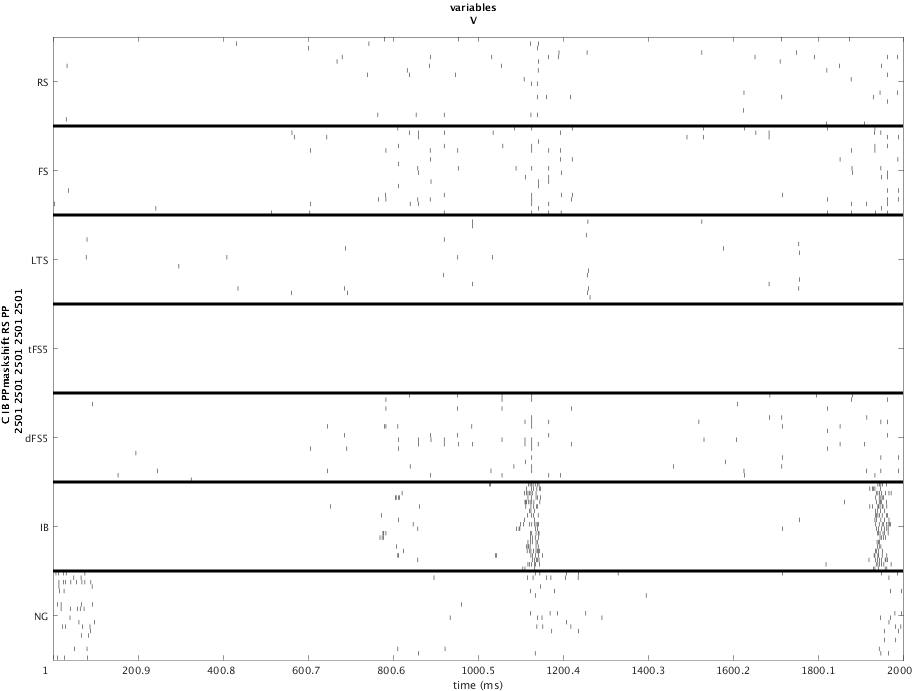 variables
V
C IB PPmaskshift RS PP
2501 2501 2501 2501 2501
RS
FS
LTS
tFS5
dFS5
IB
NG
1 200.9 400.8 600.7 800.6 1000.5 1200.4 1400.3 1600.2 1800.1 2000
time (ms)